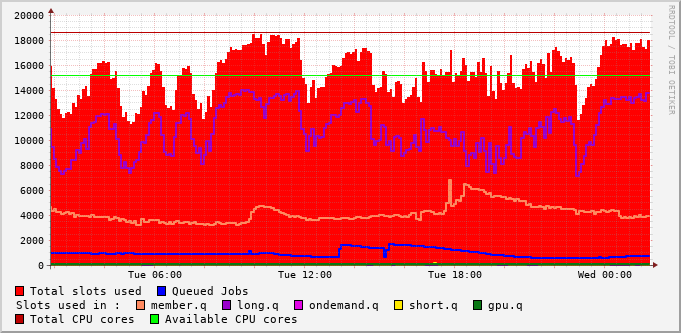 20000
18000
16000
14000
12000
10000
8000
6000
4000
2000
0
Tue 06:00 Tue 12:00 Tue 18:00 Wed 00:00
RRDTOOL / TOBI OETIKER
Total slots used Queued Jobs
Slots used in : member.q long.q ondemand.q short.q gpu.q
Total CPU cores Available CPU cores